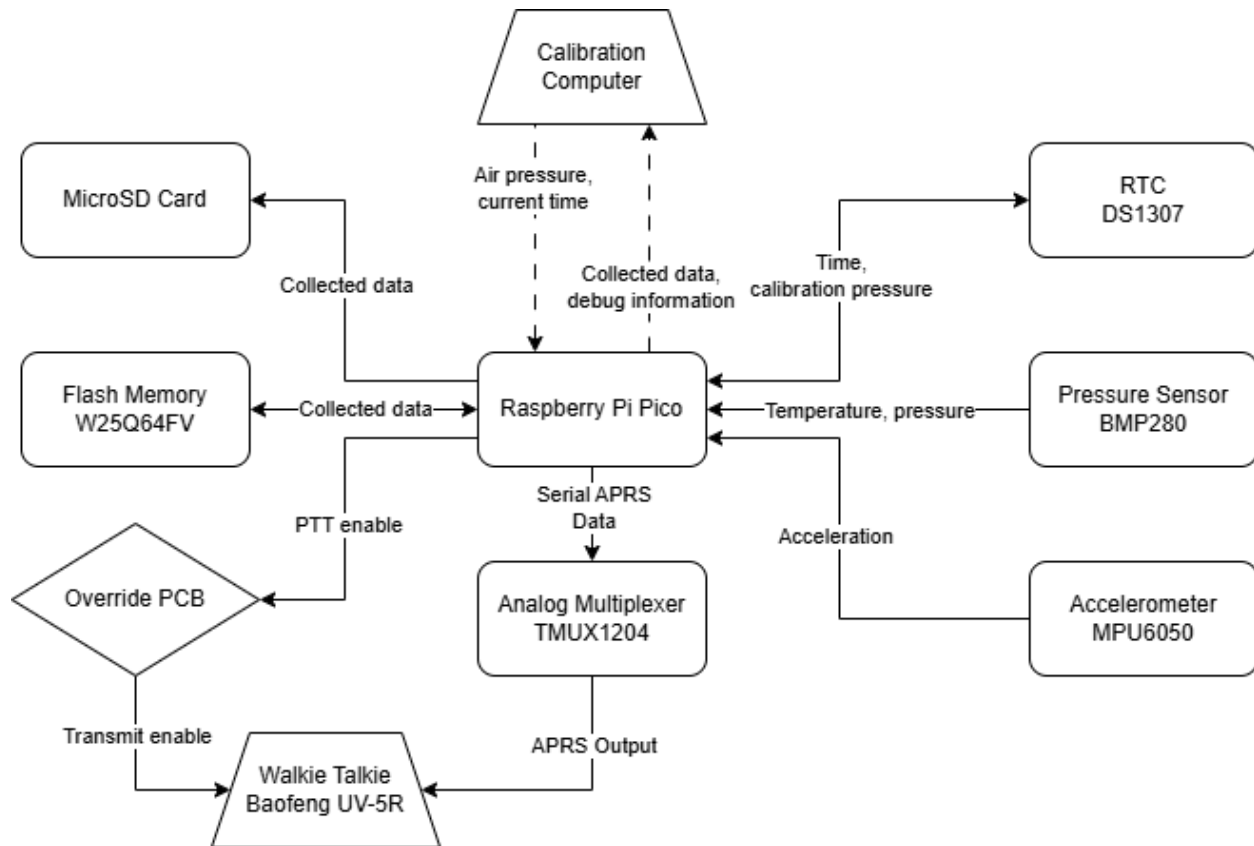 Calibration
Computer
MicroSD Card
Air pressure,
current time
RTC
DS1307
Collected data
Collected data,
debug information
Time,
calibration pressure
Flash Memory
W25Q64FV
Collected data
Raspberry Pi Pico
Temperature, pressure
Pressure Sensor
BMP280
PTT enable
Serial APRS
Data
Acceleration
Override PCB
Analog Multiplexer
TMUX1204
Accelerometer
MPU6050
Transmit enable
APRS Output
Walkie Talkie
Baofeng UV-5R